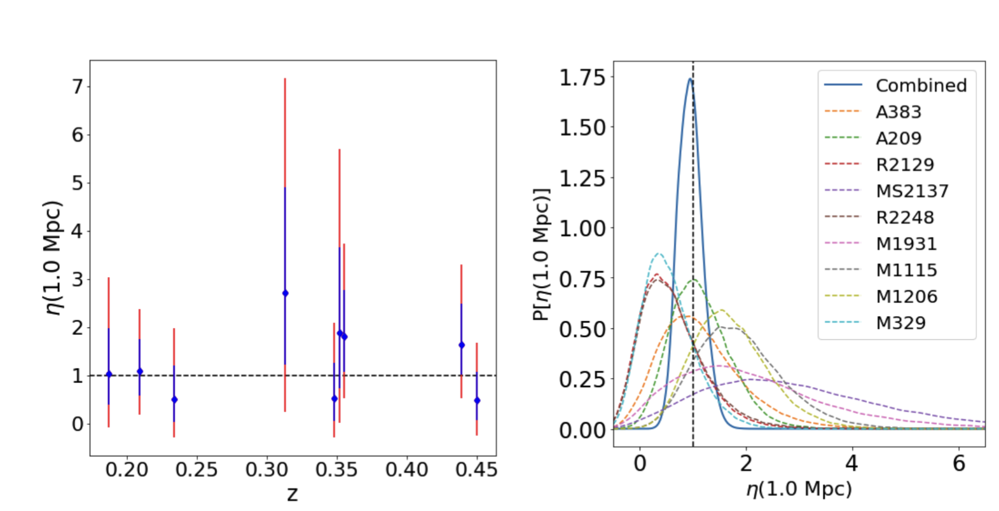 7
6
5
4
3
2
1
0
η(1.0 Mpc)
0.20 0.25 0.30 0.35 0.40 0.45
z
1.75
1.50
1.25
1.00
0.75
0.50
0.25
0.00
P[η(1.0 Mpc)]
Combined
A383
A209
R2129
MS2137
R2248
M1931
M1115
M1206
M329
0 2 4 6
η(1.0 Mpc)